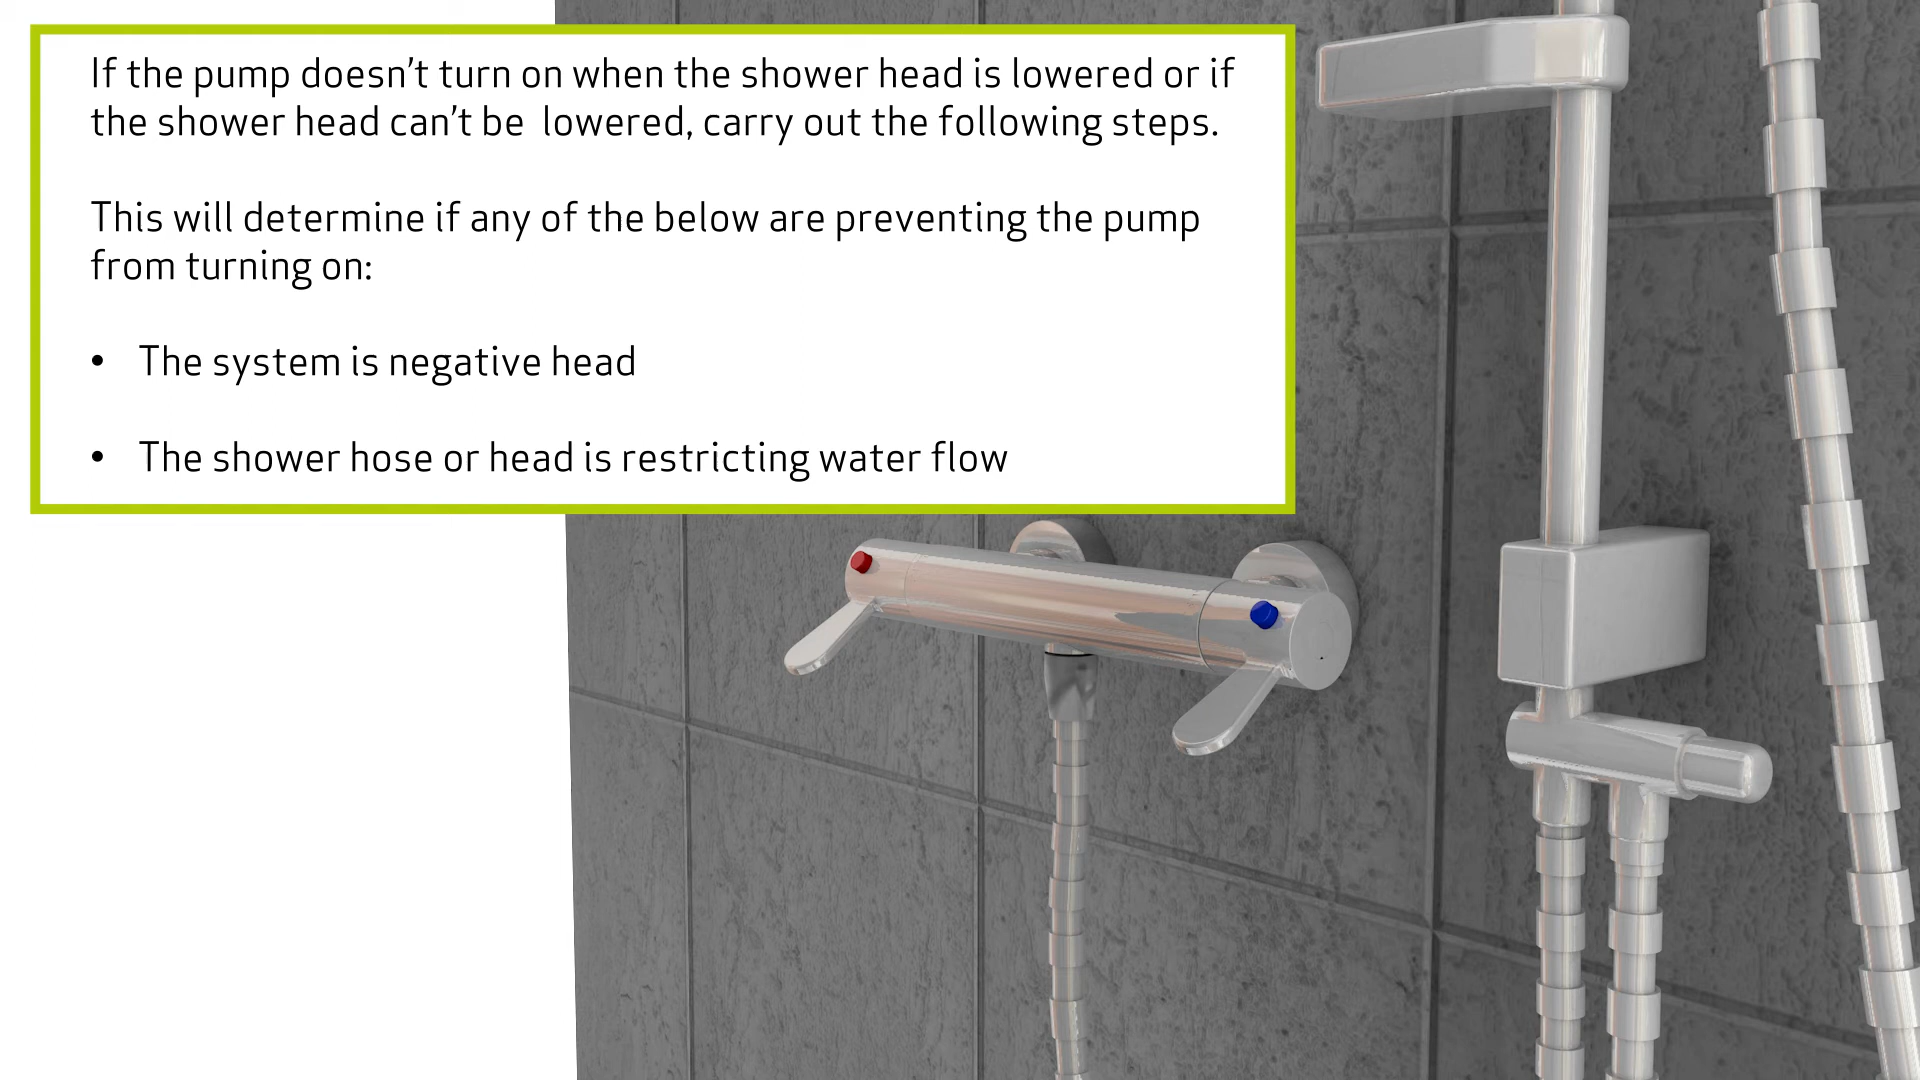 If the pump doesn’t turn on when the shower head is lowered or if
the shower head can’t be  lowered, carry out the following steps.
This will determine if any of the below are preventing the pump
from turning on:
• The system is negative head
• The shower hose or head is restricting water flow